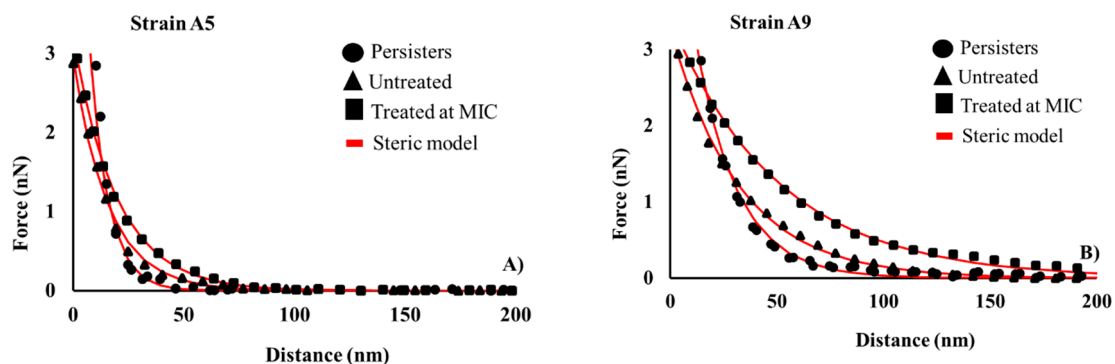 Strain A5
3
2
1
0
Force (nN)
Persisters
Untreated
Treated at MIC
Steric model
A)
0
50
100
150
200
Distance (nm)
Strain A9
3
2
1
0
Force (nN)
Persisters
Untreated
Treated at MIC
Steric model
B)
0
50
100
150
200
Distance (nm)